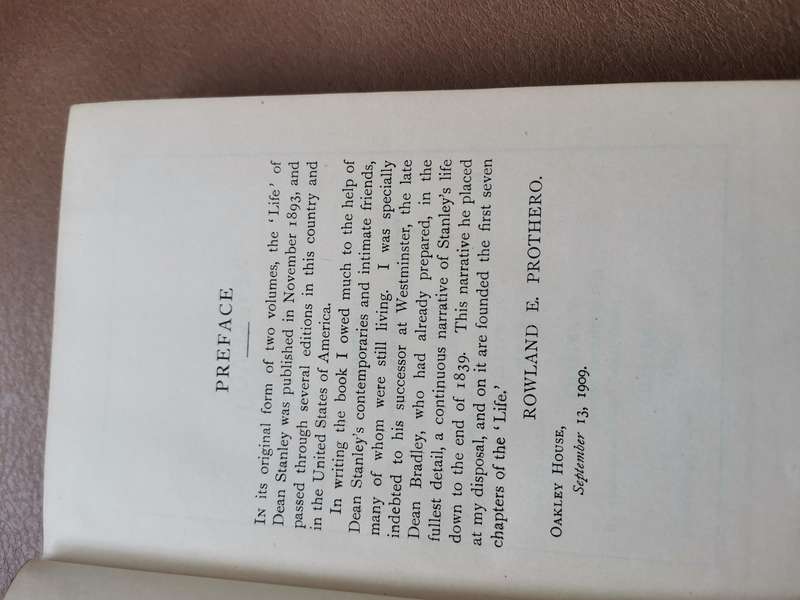 PREFACE
IN its original form of two volumes, the 'Life' of
Dean Stanley was published in November 1893, and
passed through several editions in this country and
in the United States of America.
In writing the book I owed much to the help of
Dean Stanley's contemporaries and intimate friends,
many of whom were still living. I was specially
indebted to his successor at Westminster, the late
Dean Bradley, who had already prepared, in the
fullest detail, a continuous narrative of Stanley's life
down to the end of 1839. This narrative he placed
at my disposal, and on it are founded the first seven
chapters of the 'Life.'
ROWLAND E. PROTHERO.
OAKLEY HOUSE,
September 13, 1909.